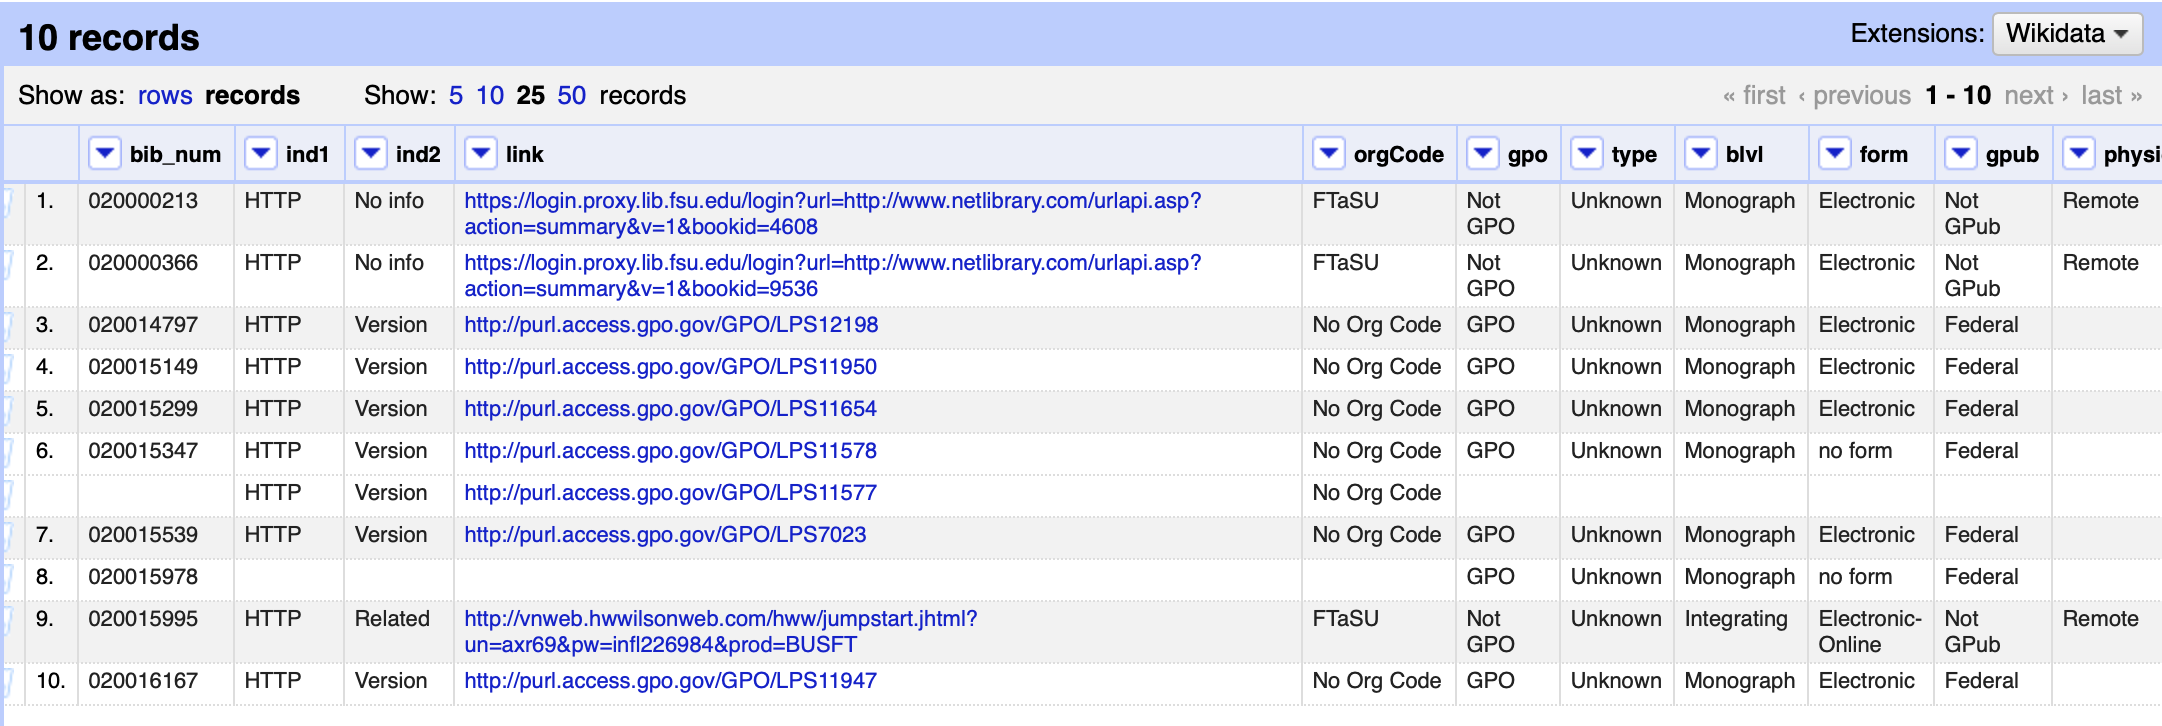 10 records Extensions: Wikidata
Show as: rows records Show: 5 10 25 50 records « first ‹ previous 1 - 10 next › last »
bib_num ind1 ind2 link orgCode gpo type blvl form gpub physi
1. 020000213 HTTP No info https://login.proxy.lib.fsu.edu/login?url=http://www.netlibrary.com/urlapi.asp? FTaSU Not Unknown Monograph Electronic Not Remote
action=summary&v=1&bookid=4608 GPO GPub
2. 020000366 HTTP No info https://login.proxy.lib.fsu.edu/login?url=http://www.netlibrary.com/urlapi.asp? FTaSU Not Unknown Monograph Electronic Not Remote
action=summary&v=1&bookid=9536 GPO GPub
3. 020014797 HTTP Version http://purl.access.gpo.gov/GPO/LPS12198 No Org Code GPO Unknown Monograph Electronic Federal
4. 020015149 HTTP Version http://purl.access.gpo.gov/GPO/LPS11950 No Org Code GPO Unknown Monograph Electronic Federal
5. 020015299 HTTP Version http://purl.access.gpo.gov/GPO/LPS11654 No Org Code GPO Unknown Monograph Electronic Federal
6. 020015347 HTTP Version http://purl.access.gpo.gov/GPO/LPS11578 No Org Code GPO Unknown Monograph no form Federal
HTTP Version http://purl.access.gpo.gov/GPO/LPS11577 No Org Code
7. 020015539 HTTP Version http://purl.access.gpo.gov/GPO/LPS7023 No Org Code GPO Unknown Monograph Electronic Federal
8. 020015978 GPO Unknown Monograph no form Federal
9. 020015995 HTTP Related http://vnweb.hwwilsonweb.com/hww/jumpstart.jhtml? FTaSU Not Unknown Integrating Electronic- Not Remote
un=axr69&pw=infl226984&prod=BUSFT GPO Online GPub
10. 020016167 HTTP Version http://purl.access.gpo.gov/GPO/LPS11947 No Org Code GPO Unknown Monograph Electronic Federal